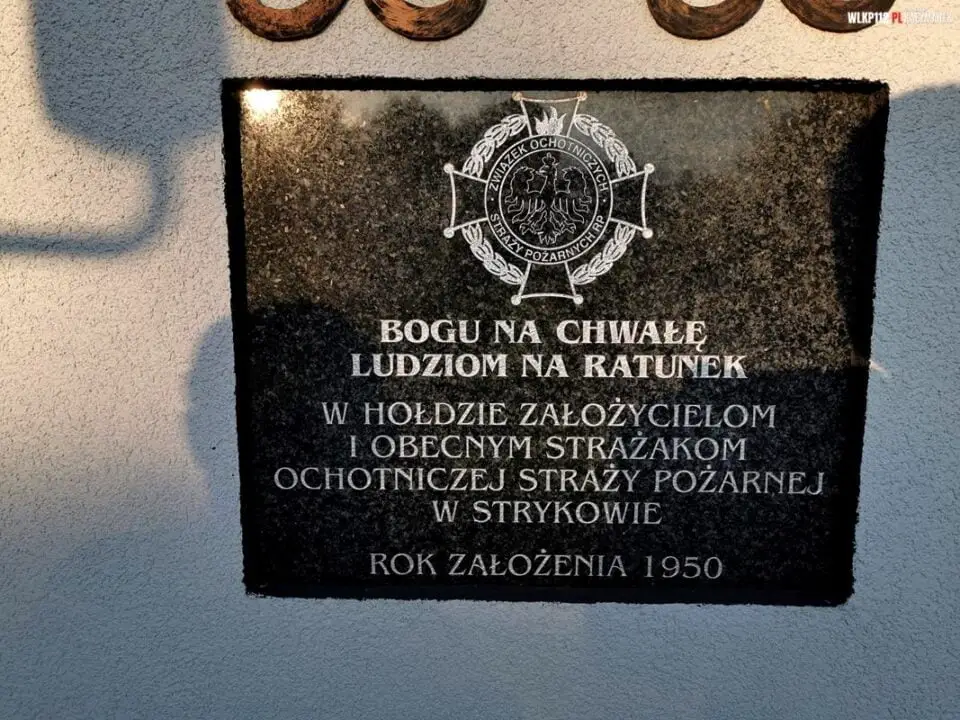 WLKP112.PL
ZWIĄZEK OCHOTNICZYCH
STRAŻY POŻARNYCH RP
BOGU NA CHWAŁĘ
LUDZIOM NA RATUNEK
W HOŁDZIE ZAŁOŻYCIELOM
I OBECNYM STRAŻAKOM
OCHOTNICZEJ STRAŻY POŻARNEJ
W STRYKOWIE
ROK ZAŁOŻENIA 1950